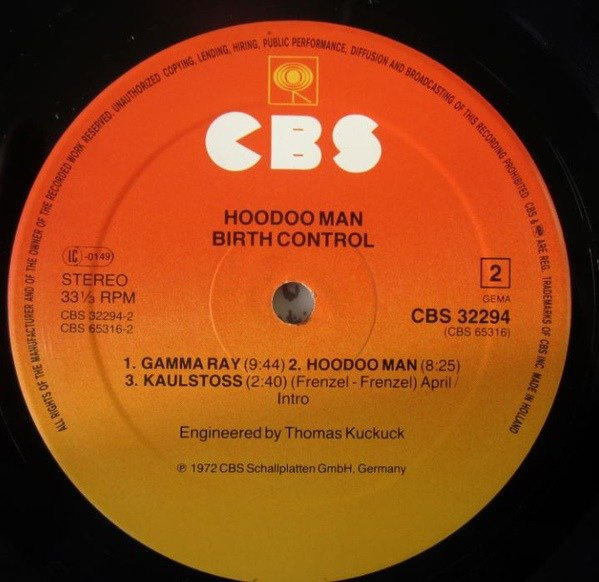 ALL RIGHTS OF THE MANUFACTURER AND OF THE OWNER OF THE RECORDED WORK RESERVED. UNAUTHORIZED COPYING, LENDING, HIRING, PUBLIC PERFORMANCE, DIFFUSION AND BROADCASTING OF THIS RECORDING PROHIBITED. CBS & ARE REG. TRADEMARKS OF CBS INC. MADE IN HOLLAND
CBS
HOODOO MAN
BIRTH CONTROL
LC -0149
STEREO
33⅓ RPM
CBS 32294-2
CBS 65316-2
2
GEMA
CBS 32294
(CBS 65316)
1. GAMMA RAY (9:44) 2. HOODOO MAN (8:25)
3. KAULSTOSS (2:40) (Frenzel - Frenzel) April /
Intro
Engineered by Thomas Kuckuck
℗ 1972 CBS Schallplatten GmbH, Germany